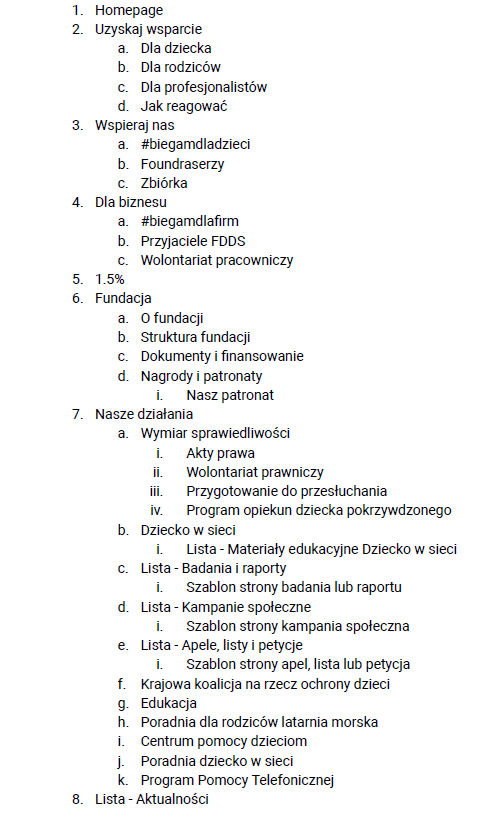 1. Homepage
2. Uzyskaj wsparcie
a. Dla dziecka
b. Dla rodziców
c. Dla profesjonalistów
d. Jak reagować
3. Wspieraj nas
a. #biegamdladzieci
b. Foundraserzy
c. Zbiórka
4. Dla biznesu
a. #biegamdlafirm
b. Przyjaciele FDDS
c. Wolontariat pracowniczy
5. 1.5%
6. Fundacja
a. O fundacji
b. Struktura fundacji
c. Dokumenty i finansowanie
d. Nagrody i patronaty
i. Nasz patronat
7. Nasze działania
a. Wymiar sprawiedliwości
i. Akty prawa
ii. Wolontariat prawniczy
iii. Przygotowanie do przesłuchania
iv. Program opiekun dziecka pokrzywdzonego
b. Dziecko w sieci
i. Lista - Materiały edukacyjne Dziecko w sieci
c. Lista - Badania i raporty
i. Szablon strony badania lub raportu
d. Lista - Kampanie społeczne
i. Szablon strony kampania społeczna
e. Lista - Apele, listy i petycje
i. Szablon strony apel, lista lub petycja
f. Krajowa koalicja na rzecz ochrony dzieci
g. Edukacja
h. Poradnia dla rodziców latarnia morska
i. Centrum pomocy dzieciom
j. Poradnia dziecko w sieci
k. Program Pomocy Telefonicznej
8. Lista - Aktualności